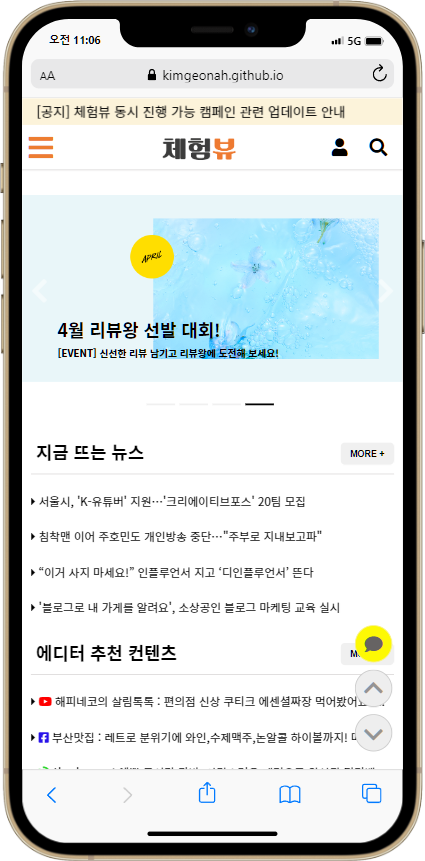 오전 11:06
5G
AA
kimgeonah.github.io
[공지] 체험뷰 동시 진행 가능 캠페인 관련 업데이트 안내
체험뷰
APRIL
4월 리뷰왕 선발 대회!
[EVENT] 신선한 리뷰 남기고 리뷰왕에 도전해 보세요!
지금 뜨는 뉴스
MORE +
서울시, 'K-유튜버' 지원…'크리에이티브포스' 20팀 모집
침착맨 이어 주호민도 개인방송 중단…"주부로 지내보고파"
“이거 사지 마세요!” 인플루언서 지고 ‘디인플루언서’ 뜬다
'블로그로 내 가게를 알려요', 소상공인 블로그 마케팅 교육 실시
에디터 추천 컨텐츠
해피네코의 살림톡톡 : 편의점 신상 쿠티크 에센셜짜장 먹어봤어요
부산맛집 : 레트로 분위기에 와인,수제맥주,논알콜 하이볼까지!